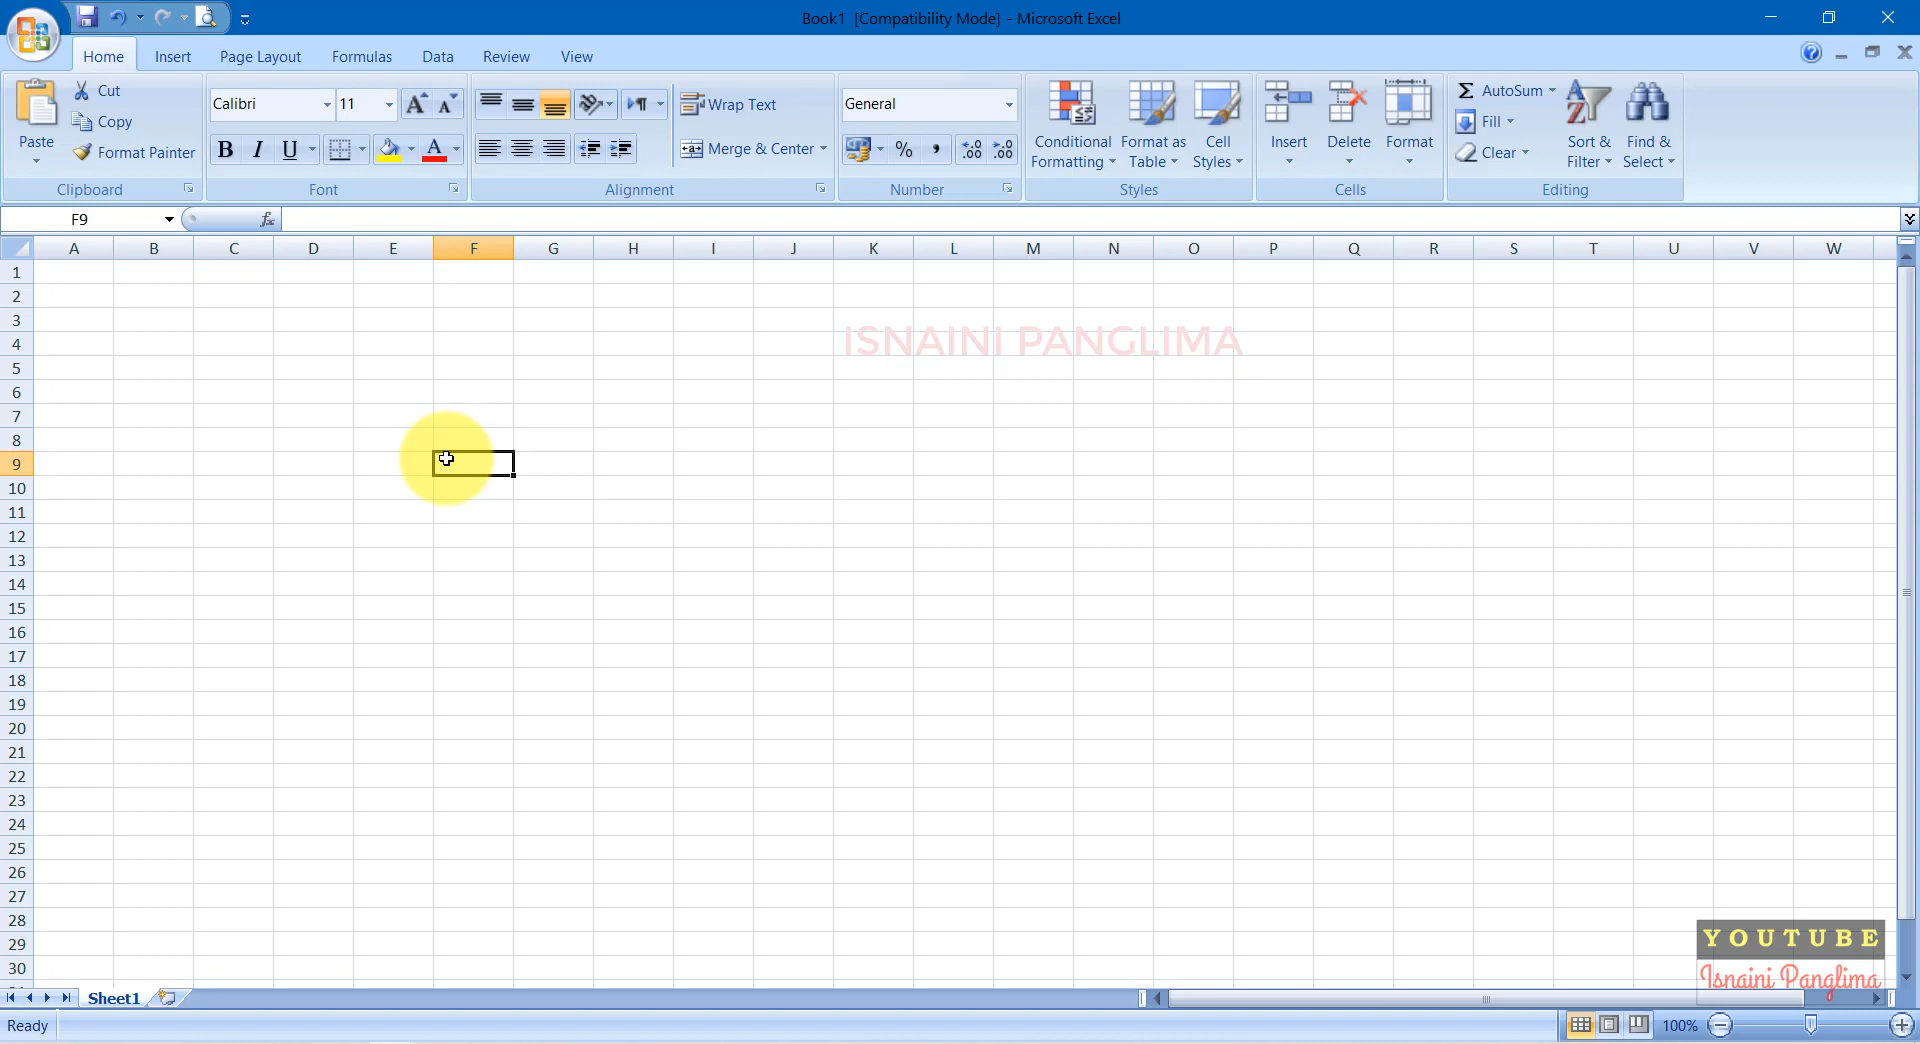 Book1 [Compatibility Mode] - Microsoft Excel
Home Insert Page Layout Formulas Data Review View
Paste
Cut
Copy
Format Painter
Clipboard
Calibri 11
A A
B I U A
Font
Wrap Text
Merge & Center
Alignment
General
% , .00 .00
Number
Conditional Formatting
Format as Table
Cell Styles
Styles
Insert
Delete
Format
Cells
Σ AutoSum
Fill
Clear
Sort & Filter
Find & Select
Editing
F9 fx
A B C D E F G H I J K L M N O P Q R S T U V W
1
2
3
ISNAINI PANGLIMA
4
5
6
7
8
9
10
11
12
13
14
15
16
17
18
19
20
21
22
23
24
25
26
27
28
YOUTUBE
29
Isnaini Panglima
30
Sheet1
Ready
100%